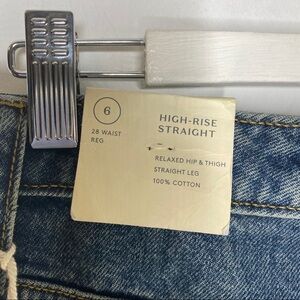 6
28 WAIST
REG
HIGH-RISE
STRAIGHT
RELAXED HIP & THIGH
STRAIGHT LEG
100% COTTON